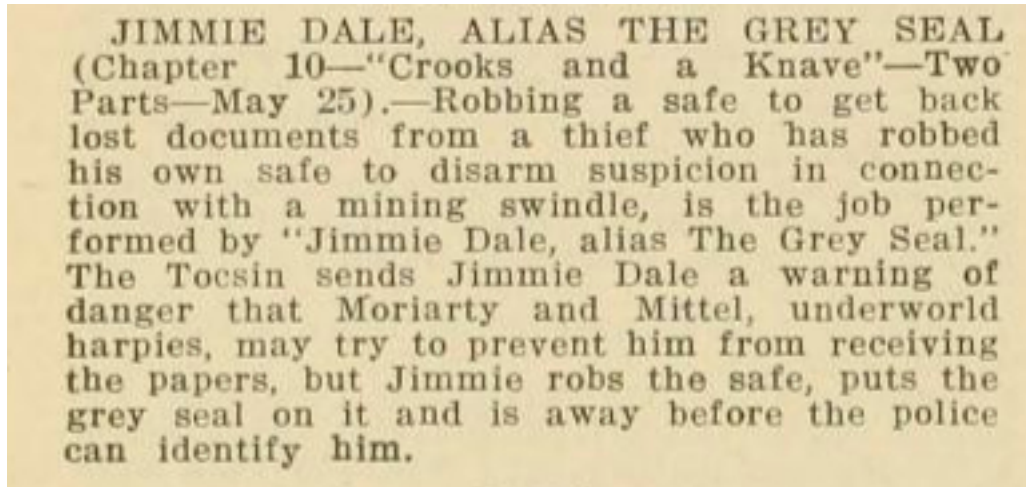 JIMMIE DALE, ALIAS THE GREY SEAL
(Chapter 10—"Crooks and a Knave"—Two
Parts—May 25).—Robbing a safe to get back
lost documents from a thief who has robbed
his own safe to disarm suspicion in connec-
tion with a mining swindle, is the job per-
formed by "Jimmie Dale, alias The Grey Seal."
The Tocsin sends Jimmie Dale a warning of
danger that Moriarty and Mittel, underworld
harpies, may try to prevent him from receiving
the papers, but Jimmie robs the safe, puts the
grey seal on it and is away before the police
can identify him.